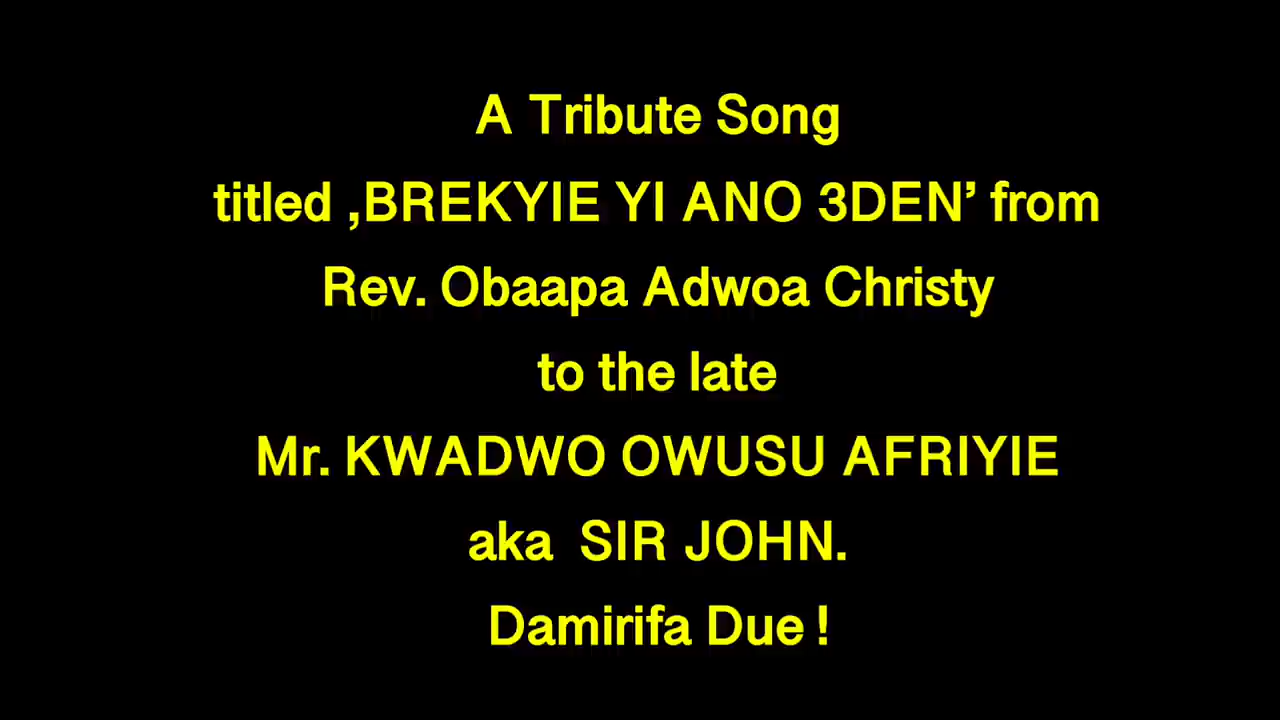 A Tribute Song
titled ,BREKYIE YI ANO 3DEN’ from
Rev. Obaapa Adwoa Christy
to the late
Mr. KWADWO OWUSU AFRIYIE
aka SIR JOHN.
Damirifa Due !